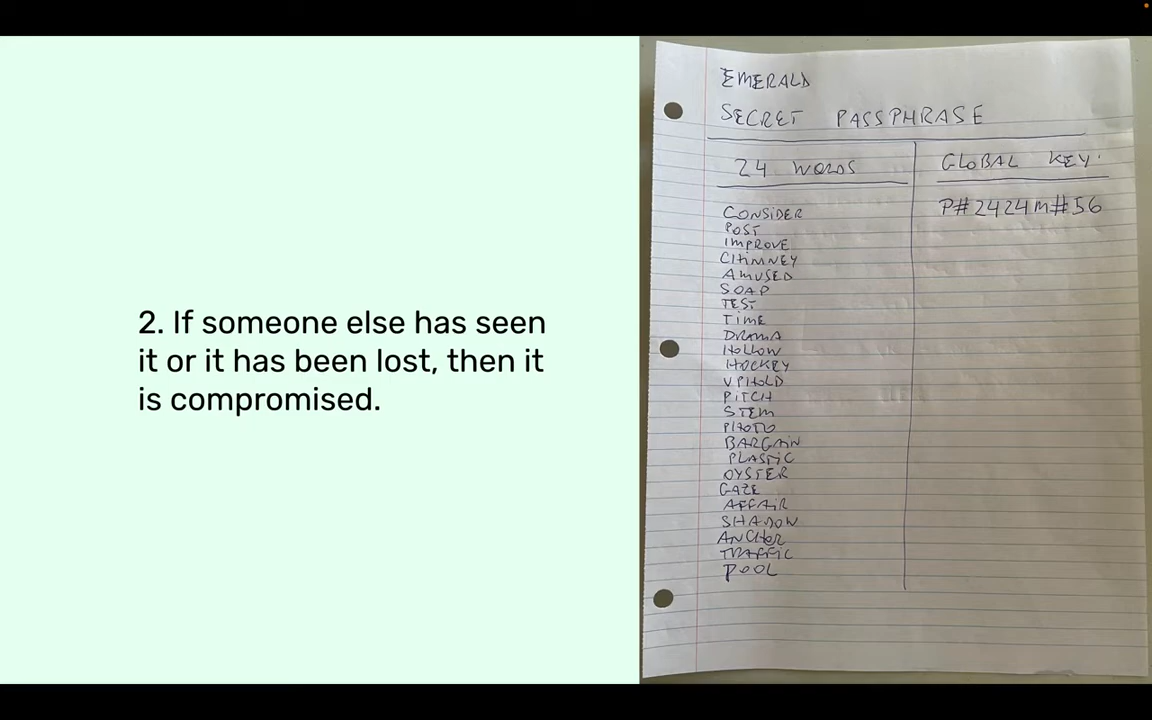 2. If someone else has seen
it or it has been lost, then it
is compromised.
EMERALD
SECRET PASSPHRASE
24 WORDS
CONSIDER
POST
IMPROVE
CHIMNEY
AMUSED
SOAP
TEST
TIME
DRAMA
HOLLOW
HOCKEY
UPHOLD
PITCH
STEM
PHOTO
BARGAIN
PLASTIC
OYSTER
GAZE
AFFAIR
SHADOW
ANCHOR
TRAFFIC
POOL
GLOBAL KEY.
P#2424M#56